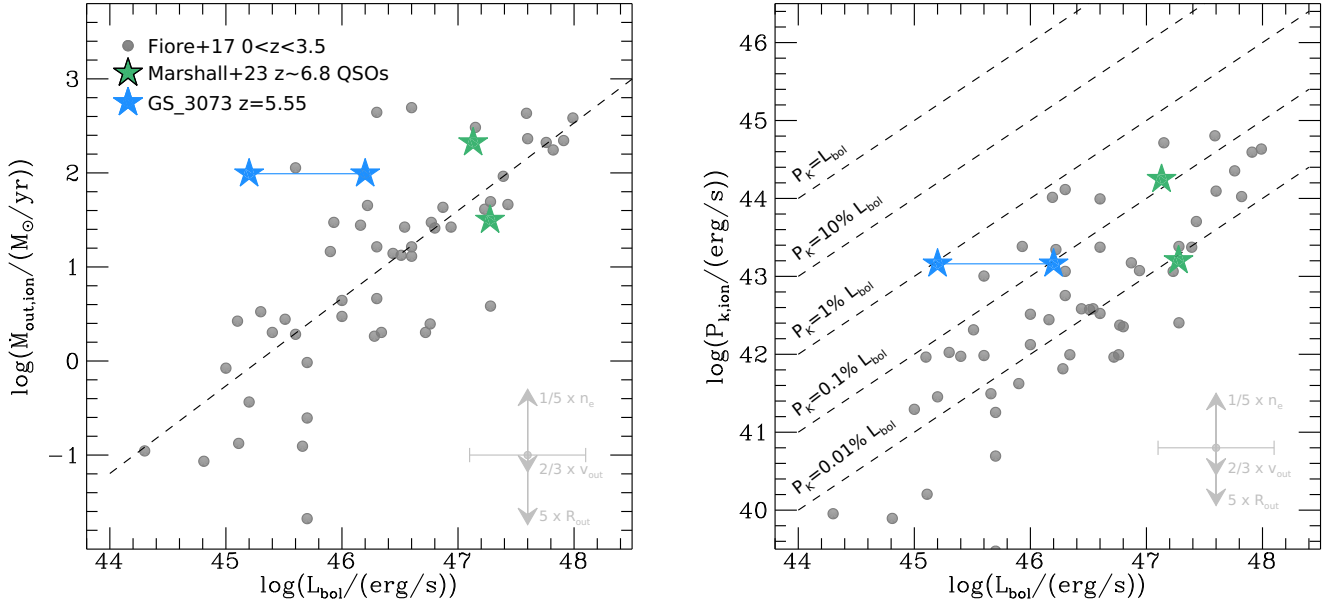 Fiore+17 0<z<3.5
Marshall+23 z~6.8 QSOs
GS_3073 z=5.55
log(Ṁout,ion/(M⊙/yr))
3
2
1
0
−1
1/5 x ne
2/3 x vout
5 x Rout
44 45 46 47 48
log(Lbol/(erg/s))
log(Pk,ion/(erg/s))
46
45
44
43
42
41
40
PK=Lbol
PK=10% Lbol
PK=1% Lbol
PK=0.1% Lbol
PK=0.01% Lbol
1/5 x ne
2/3 x vout
5 x Rout
44 45 46 47 48
log(Lbol/(erg/s))